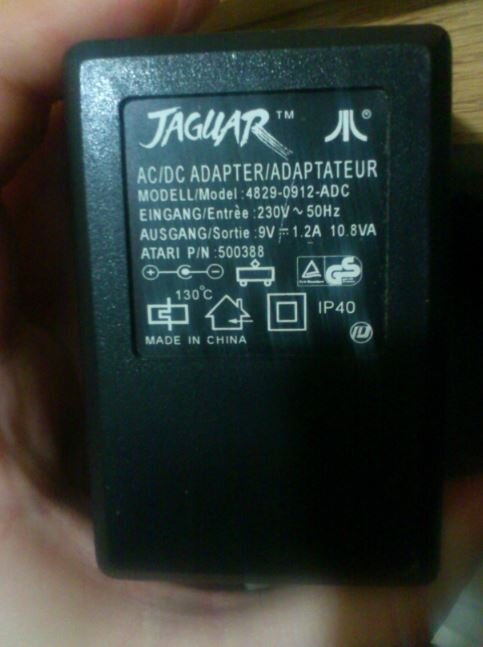 JAGUAR™ ®
AC/DC ADAPTER/ADAPTATEUR
MODELL/Model :4829-0912-ADC
EINGANG/Entrèe :230V ~ 50Hz
AUSGANG/Sortie :9V ⎓ 1.2A 10.8VA
ATARI P/N :500388
+ −
130°C
IP40
MADE IN CHINA